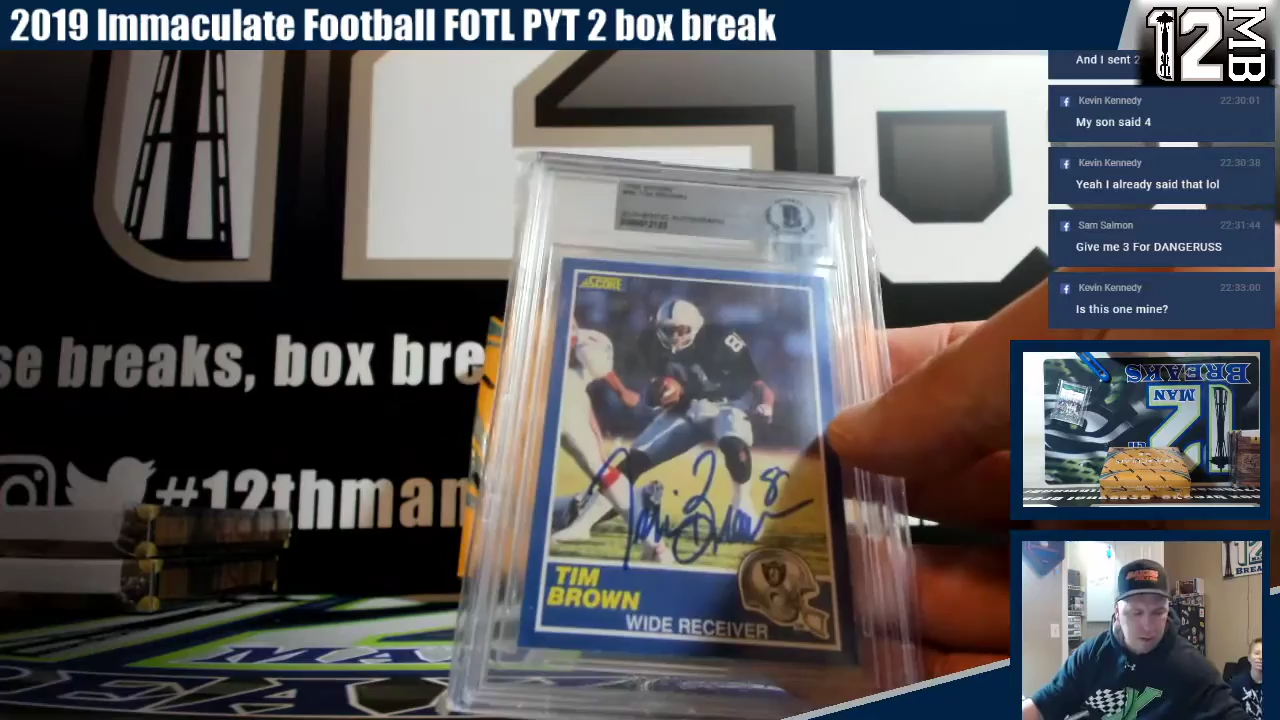 2019 Immaculate Football FOTL PYT 2 box break
12
MB
And I sent 2
Kevin Kennedy 22:30:01
My son said 4
Kevin Kennedy 22:30:38
Yeah I already said that lol
Sam Salmon 22:31:44
Give me 3 For DANGERUSS
Kevin Kennedy 22:33:00
Is this one mine?
se breaks, box bre
#12thman
B
SCORE
81
Tim Brown
TIM
BROWN
WIDE RECEIVER
BREAKS
MAN
12